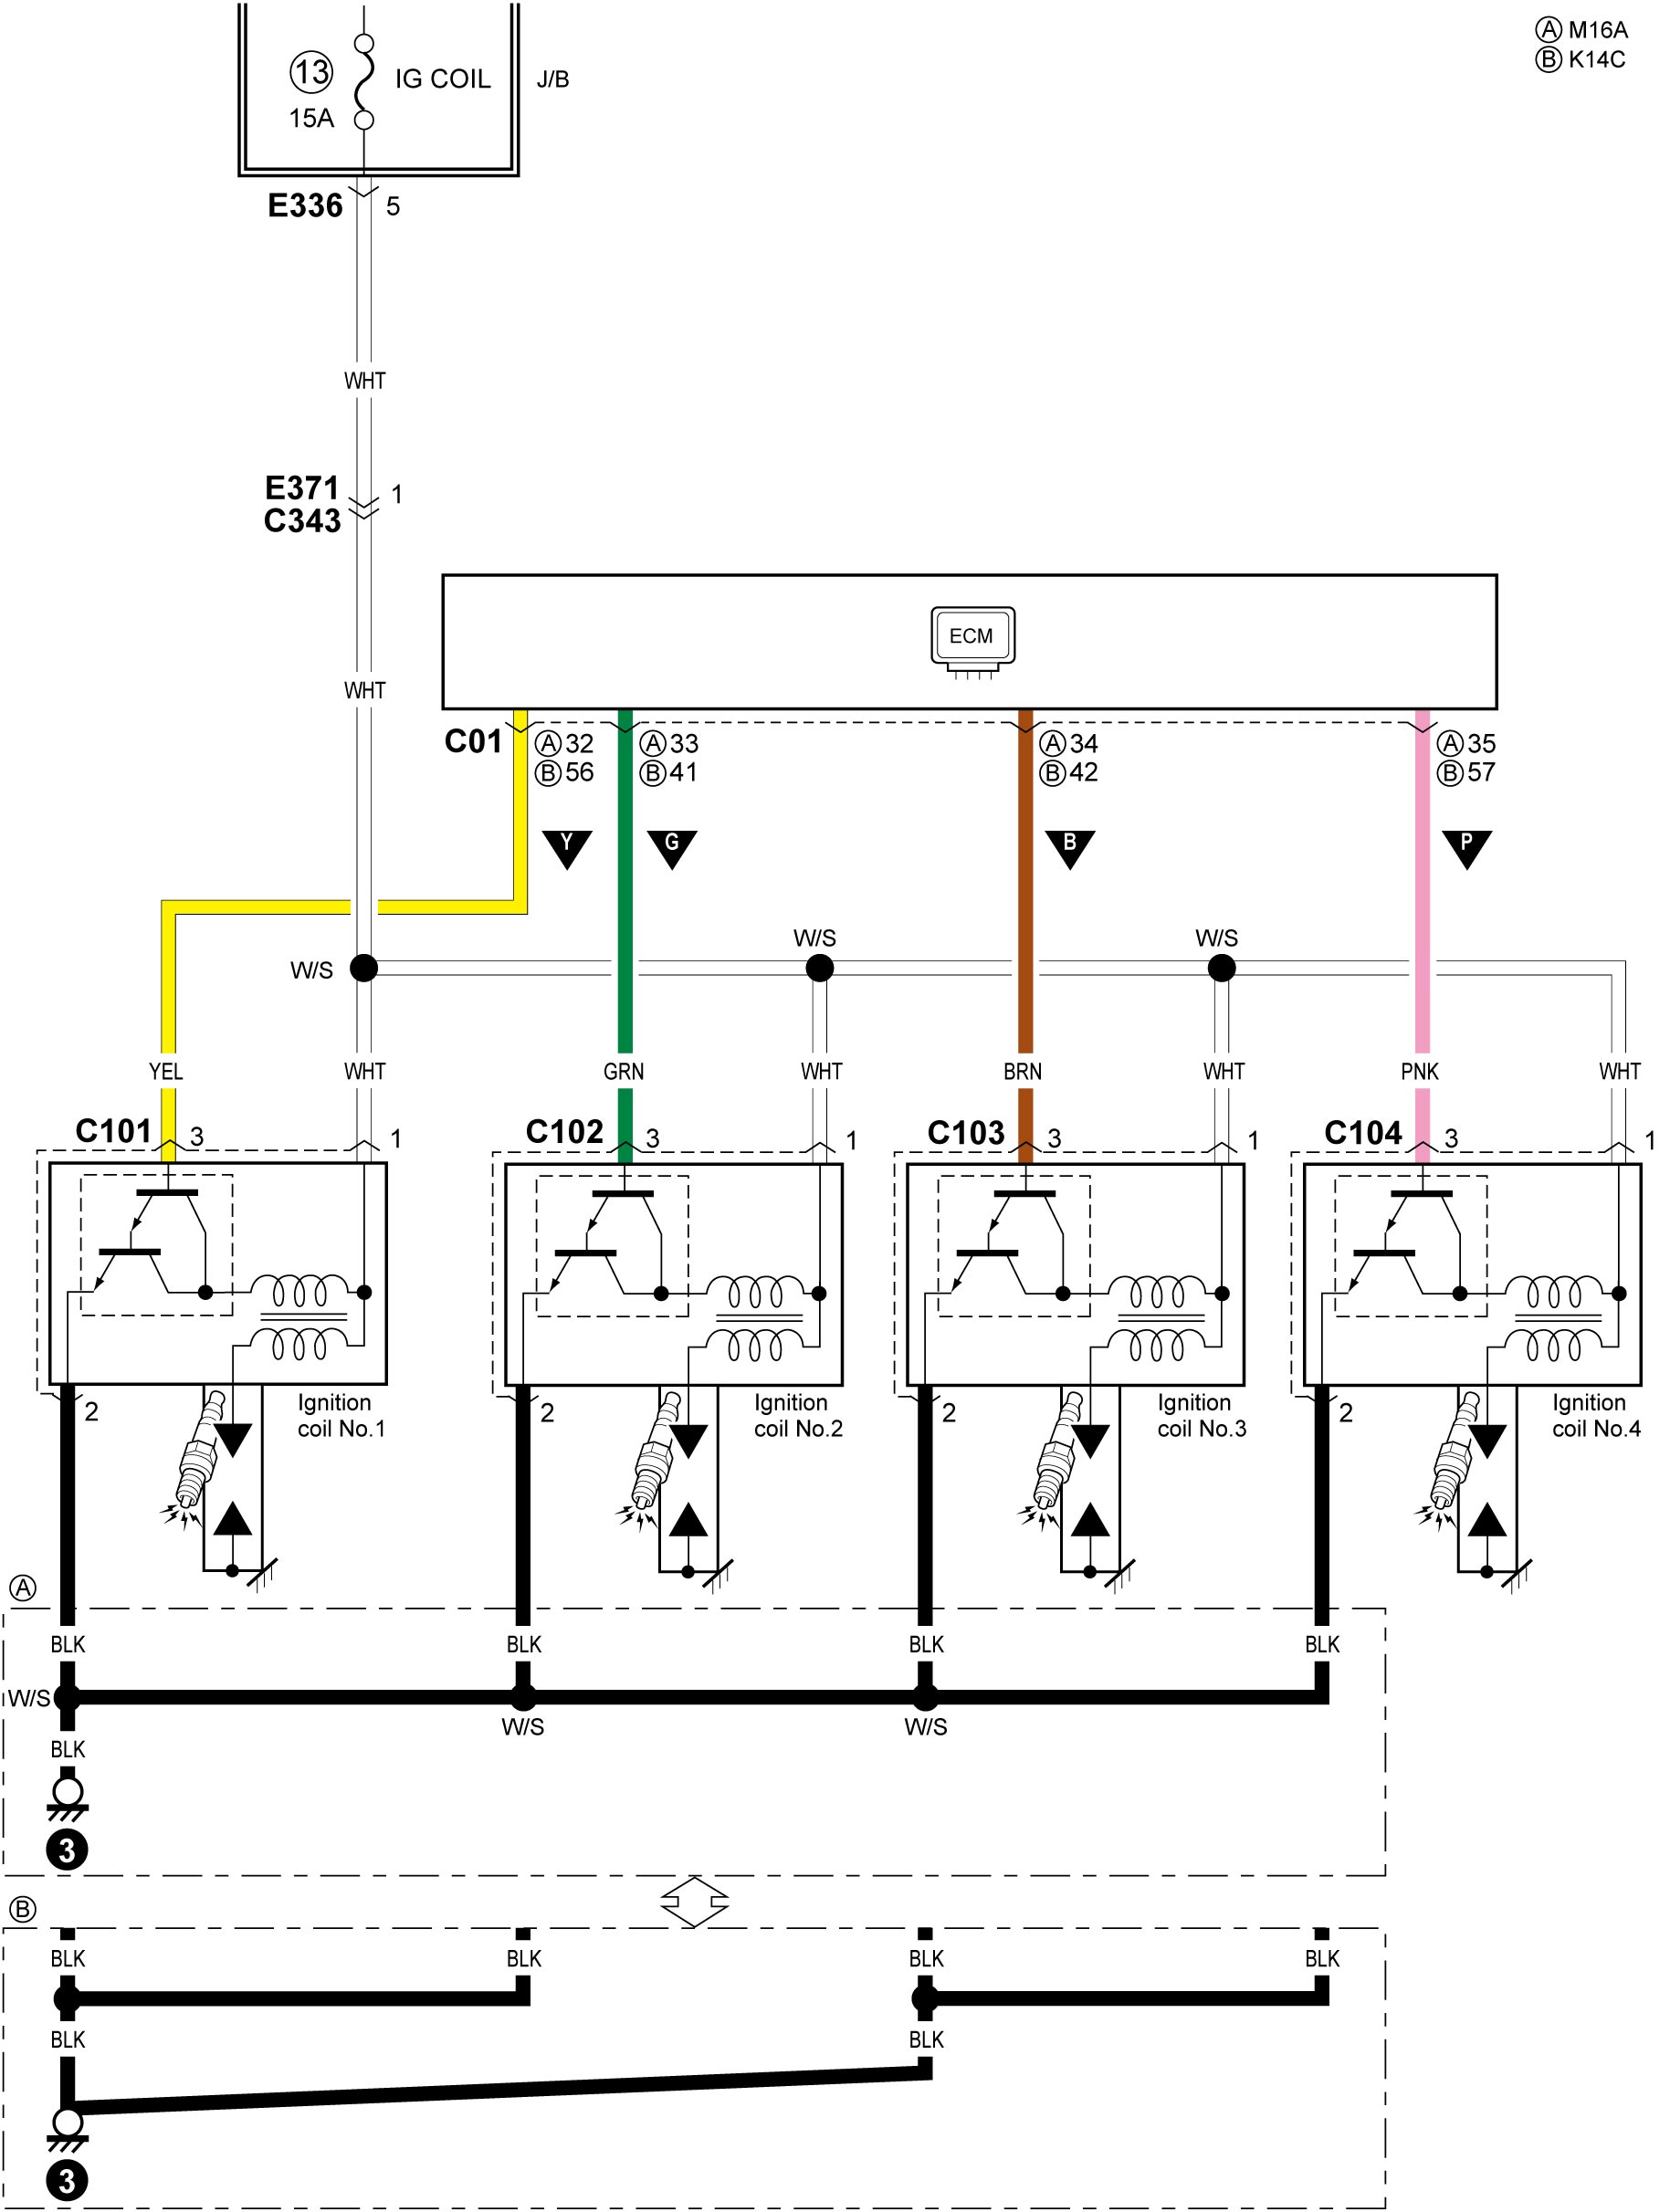 Ⓐ M16A
Ⓑ K14C
13
15A
IG COIL
J/B
E336
5
WHT
E371
C343
1
WHT
ECM
C01
Ⓐ32
Ⓑ56
Ⓐ33
Ⓑ41
Ⓐ34
Ⓑ42
Ⓐ35
Ⓑ57
Y
G
B
P
W/S
W/S
W/S
YEL
WHT
GRN
WHT
BRN
WHT
PNK
WHT
C101
3
1
C102
3
1
C103
3
1
C104
3
1
2
Ignition
coil No.1
2
Ignition
coil No.2
2
Ignition
coil No.3
2
Ignition
coil No.4
Ⓐ
BLK
BLK
BLK
BLK
W/S
W/S
W/S
BLK
3
Ⓑ
BLK
BLK
BLK
BLK
BLK
BLK
3